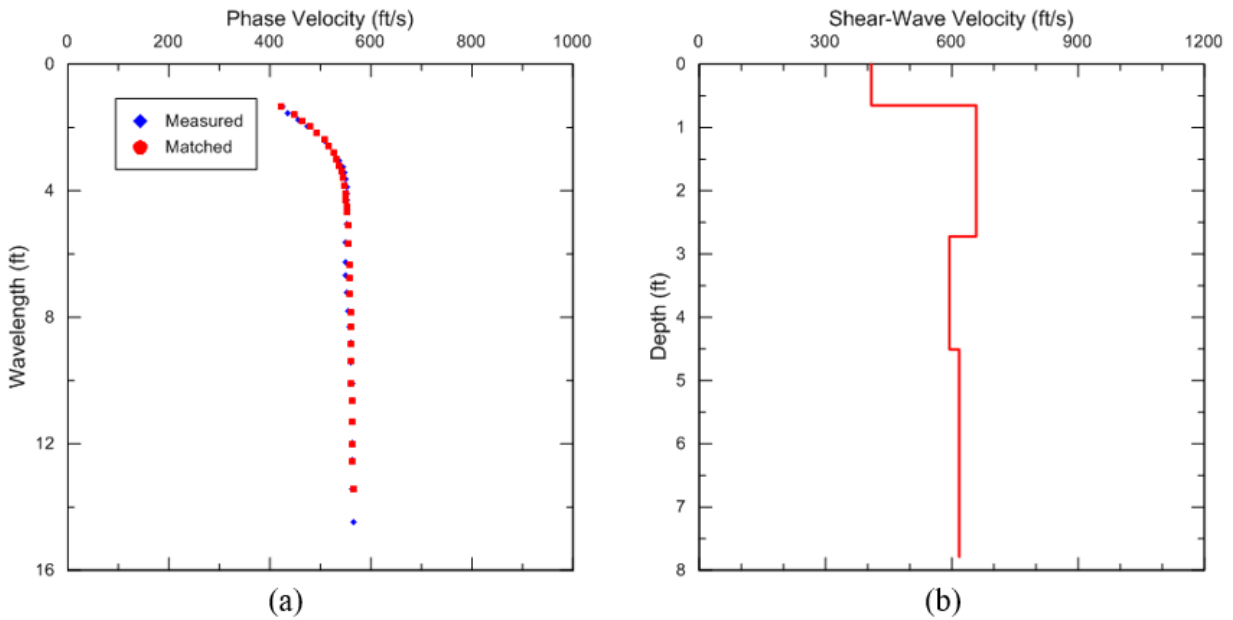 Phase Velocity (ft/s)
0 200 400 600 800 1000
0
4
8
12
16
Wavelength (ft)
Measured
Matched
(a)
Shear-Wave Velocity (ft/s)
0 300 600 900 1200
0
1
2
3
4
5
6
7
8
Depth (ft)
(b)